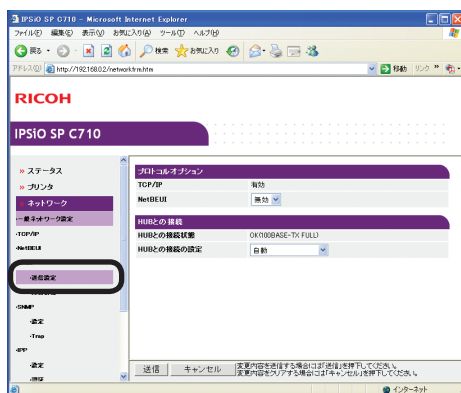 IPSiO SP C710 - Microsoft Internet Explorer
ファイル(F) 編集(E) 表示(V) お気に入り(A) ツール(T) ヘルプ(H)
戻る 検索 お気に入り
アドレス(D) http://192.168.0.2/networkfrm.htm 移動 リンク »
RICOH
IPSiO SP C710
» ステータス
» プリンタ
» ネットワーク
一般ネットワーク設定
·TCP/IP
·NetBEUI
·送信設定
·SNMP
·設定
·Trap
·IPP
·設定
·認証
プロトコルオプション
TCP/IP 有効
NetBEUI 無効
HUBとの接続
HUBとの接続状態 OK(100BASE-TX FULL)
HUBとの接続の設定 自動
送信 キャンセル
変更内容を送信する場合には「送信」を押下してください。
変更内容をクリアする場合には「キャンセル」を押下してください。
インターネット